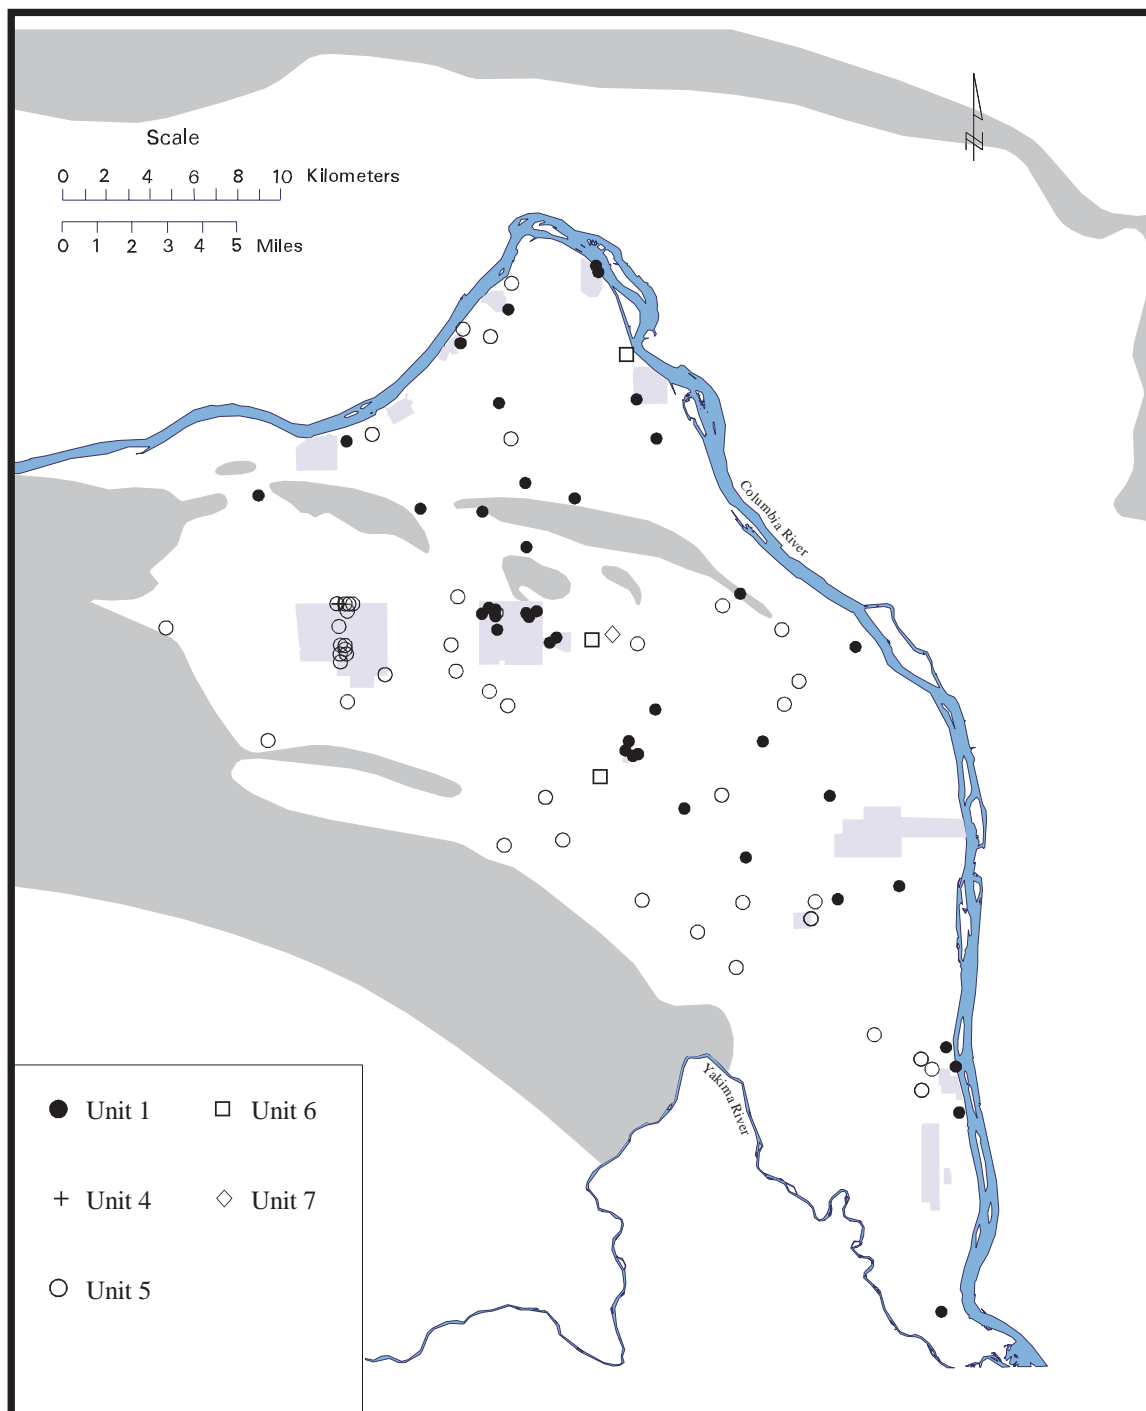 Scale
0 2 4 6 8 10 Kilometers
0 1 2 3 4 5 Miles
N
Columbia River
Yakima River
Unit 1
Unit 6
Unit 4
Unit 7
Unit 5